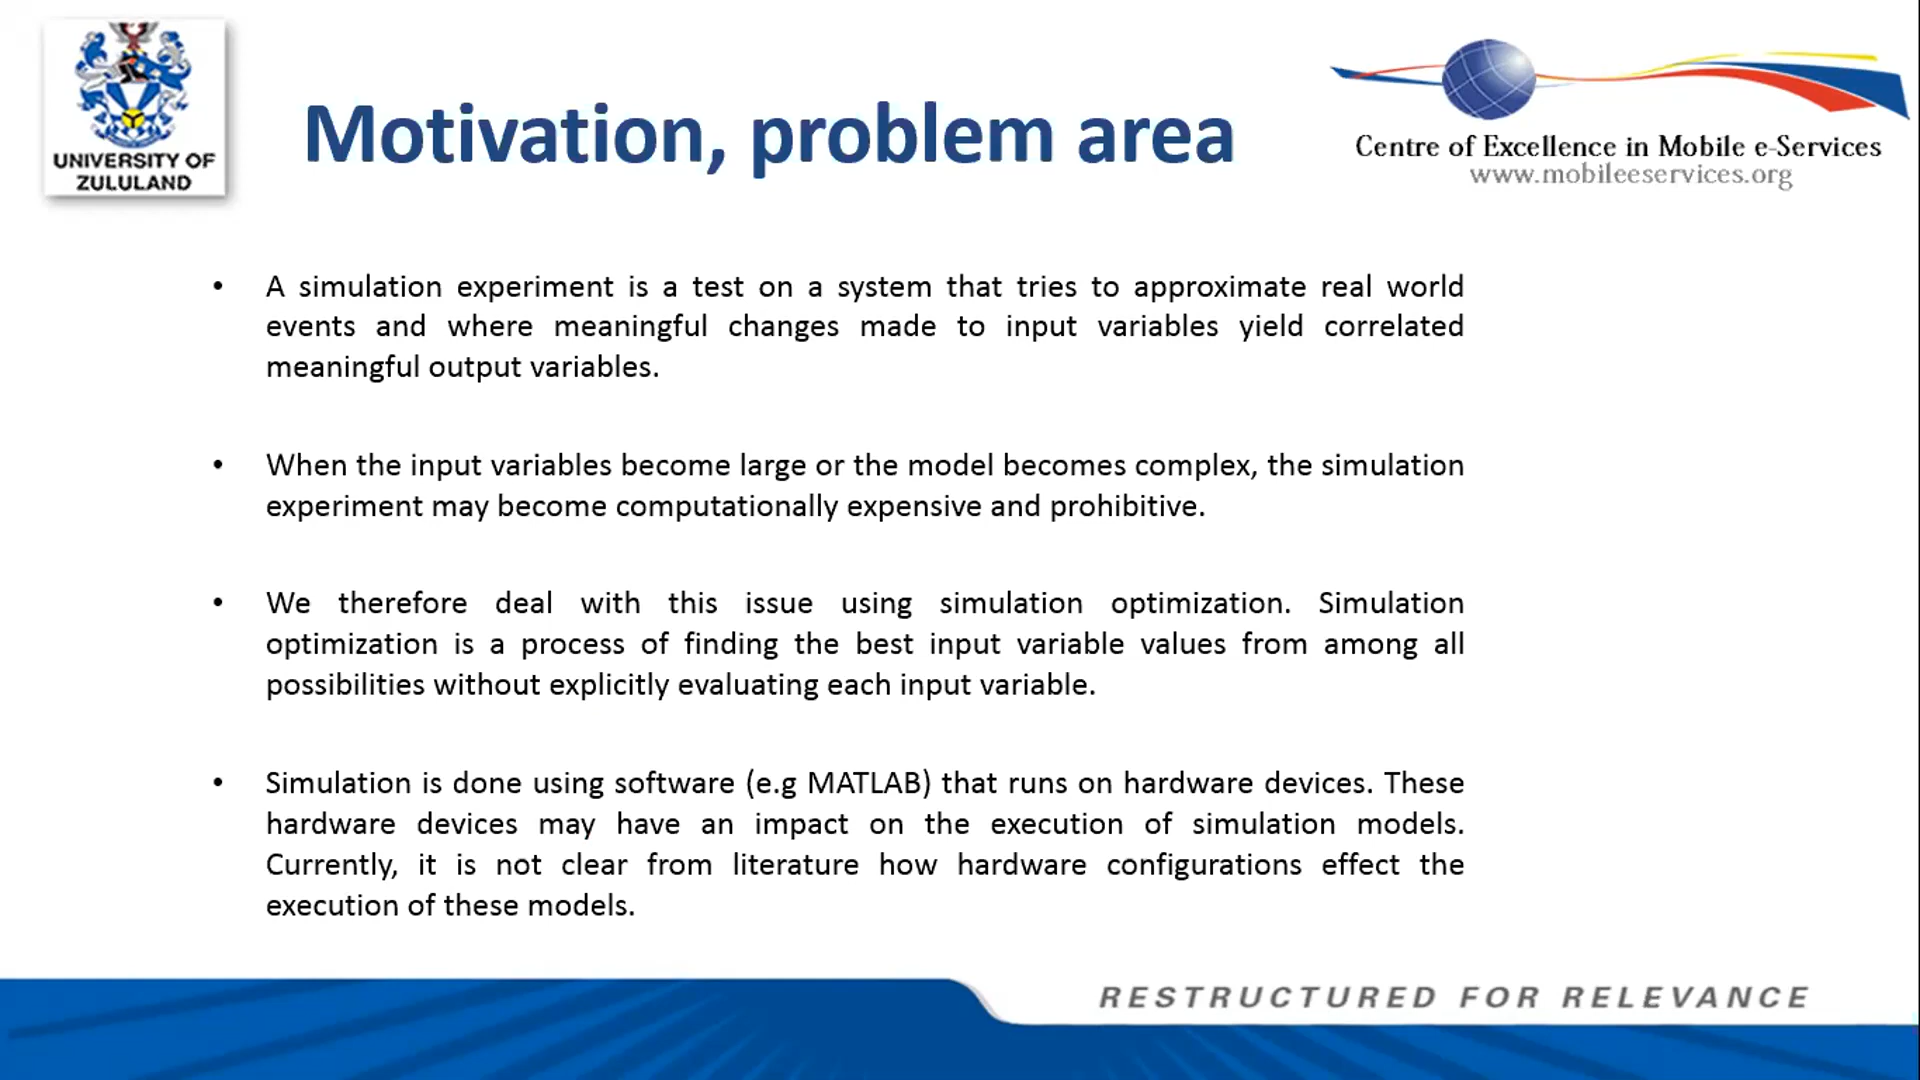 UNIVERSITY OF
ZULULAND
Motivation, problem area
Centre of Excellence in Mobile e-Services
www.mobileeservices.org
• A simulation experiment is a test on a system that tries to approximate real world
events and where meaningful changes made to input variables yield correlated
meaningful output variables.
• When the input variables become large or the model becomes complex, the simulation
experiment may become computationally expensive and prohibitive.
• We therefore deal with this issue using simulation optimization. Simulation
optimization is a process of finding the best input variable values from among all
possibilities without explicitly evaluating each input variable.
• Simulation is done using software (e.g MATLAB) that runs on hardware devices. These
hardware devices may have an impact on the execution of simulation models.
Currently, it is not clear from literature how hardware configurations effect the
execution of these models.
RESTRUCTURED FOR RELEVANCE